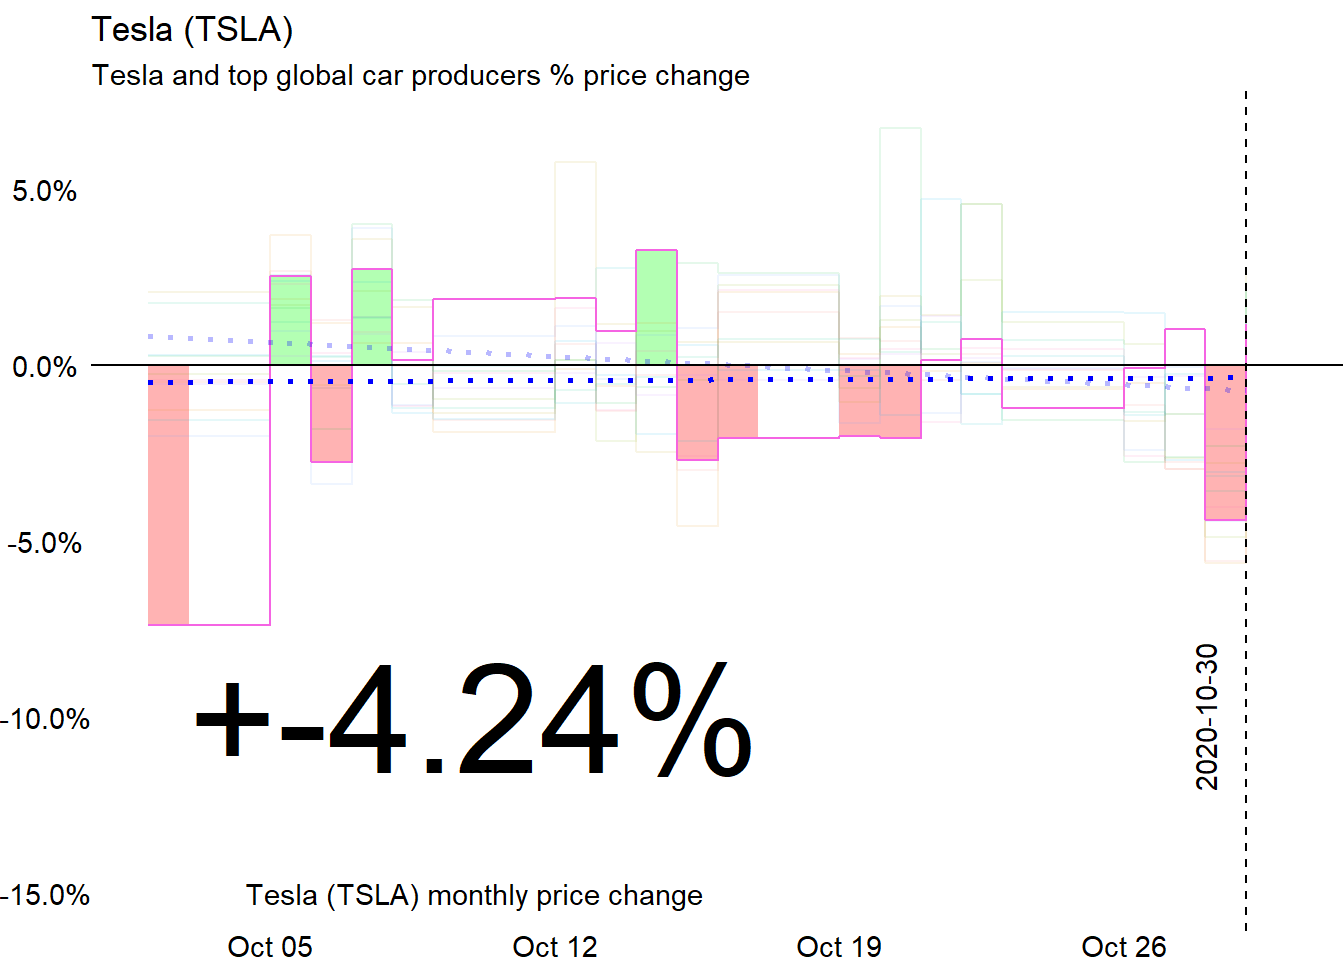 Tesla (TSLA)
Tesla and top global car producers % price change
5.0%
0.0%
-5.0%
-10.0%
-15.0%
+-4.24%
2020-10-30
Tesla (TSLA) monthly price change
Oct 05 Oct 12 Oct 19 Oct 26